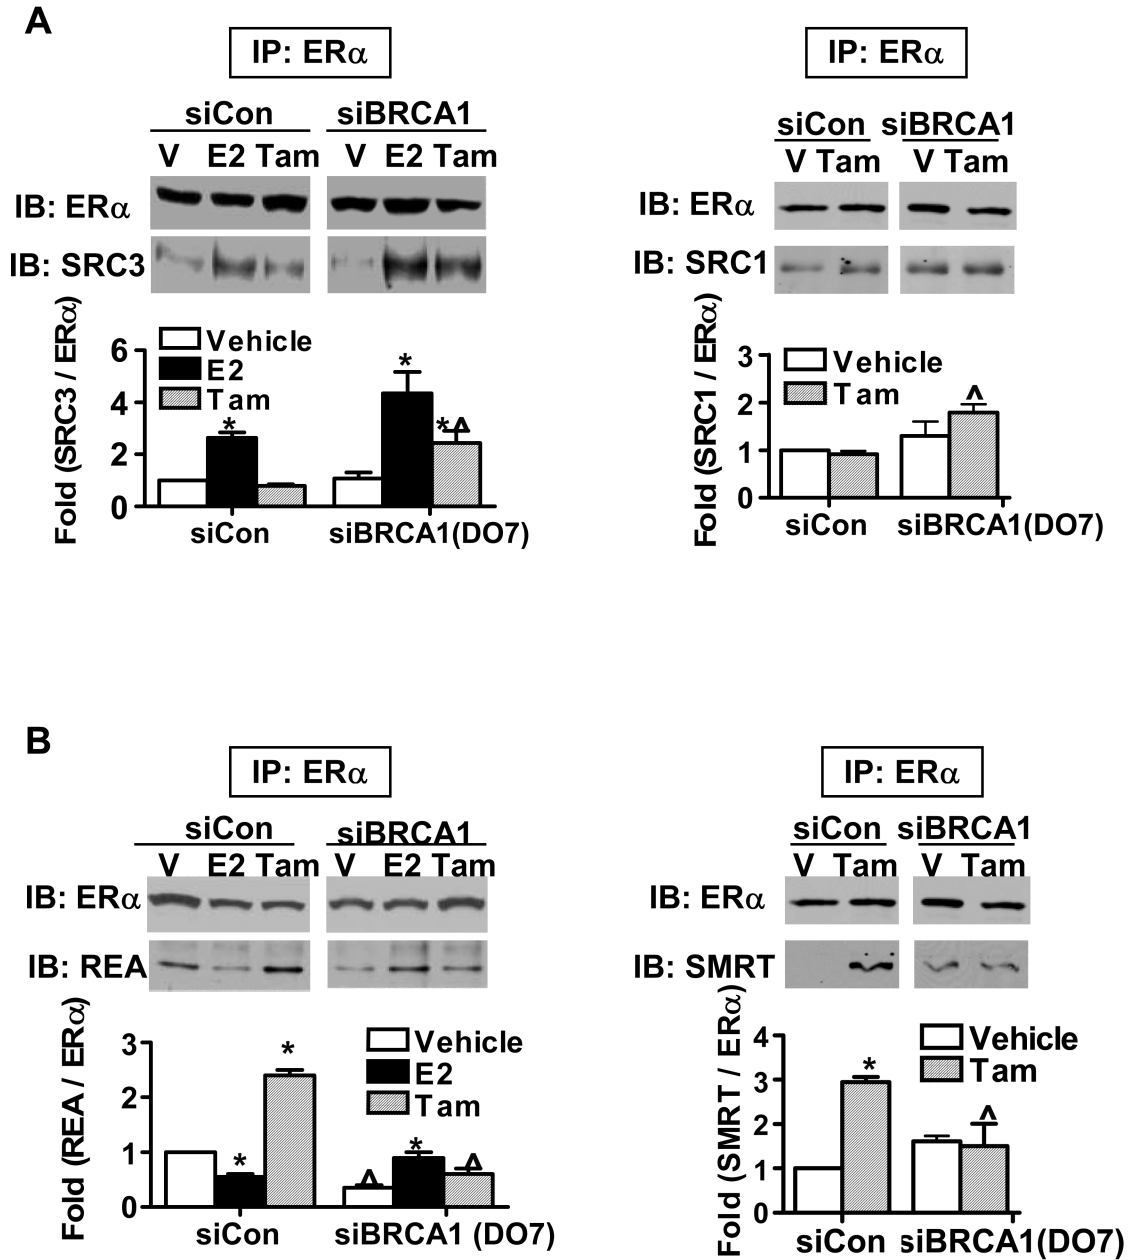 A
IP: ERα
siCon siBRCA1
V E2 Tam V E2 Tam
IB: ERα
IB: SRC3
Fold (SRC3 / ERα)
Vehicle
E2
Tam
6
4
2
0
*
*
*Δ
siCon siBRCA1(DO7)
IP: ERα
siCon siBRCA1
V Tam V Tam
IB: ERα
IB: SRC1
Fold (SRC1 / ERα)
Vehicle
Tam
3
2
1
0
^
siCon siBRCA1(DO7)
B
IP: ERα
siCon siBRCA1
V E2 Tam V E2 Tam
IB: ERα
IB: REA
Fold (REA / ERα)
Vehicle
E2
Tam
3
2
1
0
*
*
Δ
*
Δ
siCon siBRCA1 (DO7)
IP: ERα
siCon siBRCA1
V Tam V Tam
IB: ERα
IB: SMRT
Fold (SMRT / ERα)
Vehicle
Tam
4
3
2
1
0
*
^
siCon siBRCA1(DO7)